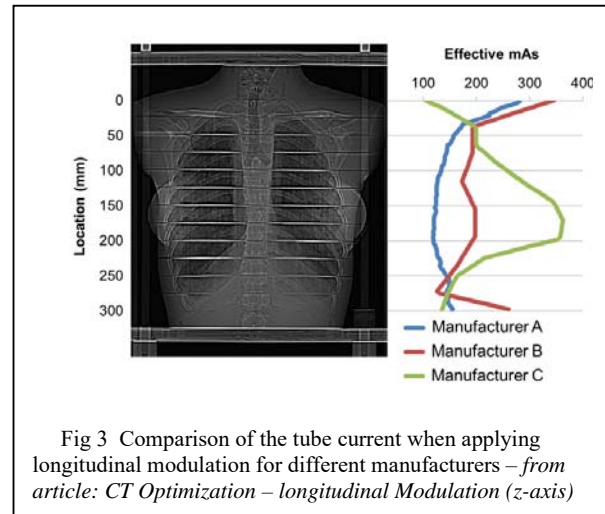 Effective mAs
100 200 300 400
0
50
100
150
200
250
300
Location (mm)
Manufacturer A
Manufacturer B
Manufacturer C
Fig 3 Comparison of the tube current when applying
longitudinal modulation for different manufacturers – from
article: CT Optimization – longitudinal Modulation (z-axis)